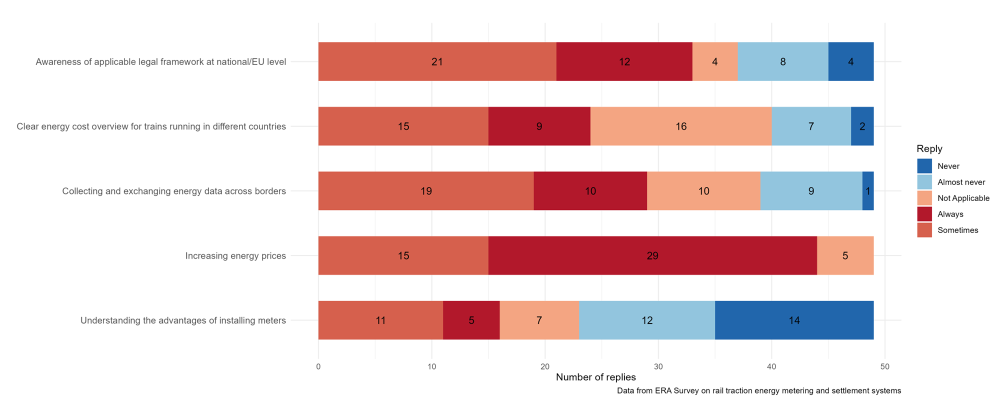 Awareness of applicable legal framework at national/EU level
21 12 4 8 4
Clear energy cost overview for trains running in different countries
15 9 16 7 2
Collecting and exchanging energy data across borders
19 10 10 9 1
Increasing energy prices
15 29 5
Understanding the advantages of installing meters
11 5 7 12 14
0 10 20 30 40 50
Number of replies
Data from ERA Survey on rail traction energy metering and settlement systems
Reply
Never
Almost never
Not Applicable
Always
Sometimes